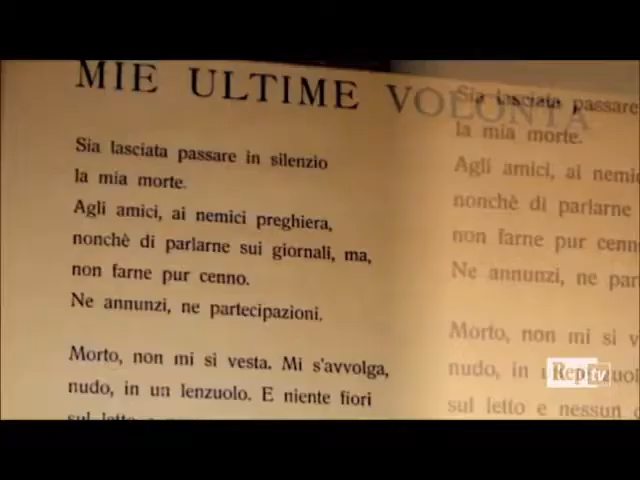 MIE ULTIME VOLONTÀ
Sia lasciata passare in silenzio
la mia morte.
Agli amici, ai nemici preghiera,
nonchè di parlarne sui giornali, ma,
non farne pur cenno.
Ne annunzi, ne partecipazioni.
Morto, non mi si vesta. Mi s'avvolga,
nudo, in un lenzuolo. E niente fiori
sul letto e
Sia lasciata passare
la mia morte.
Agli amici, ai
nonchè di parlarne
non farne pur
Ne annunzi, ne
Morto, non mi si
nudo, in
sul letto e nessun
Rep tv